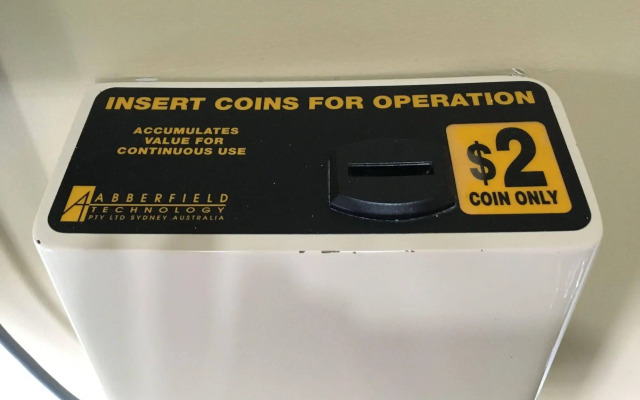 INSERT COINS FOR OPERATION
ACCUMULATES
VALUE FOR
CONTINUOUS USE
$2
COIN ONLY
ABBERFIELD
TECHNOLOGY
PTY LTD SYDNEY AUSTRALIA